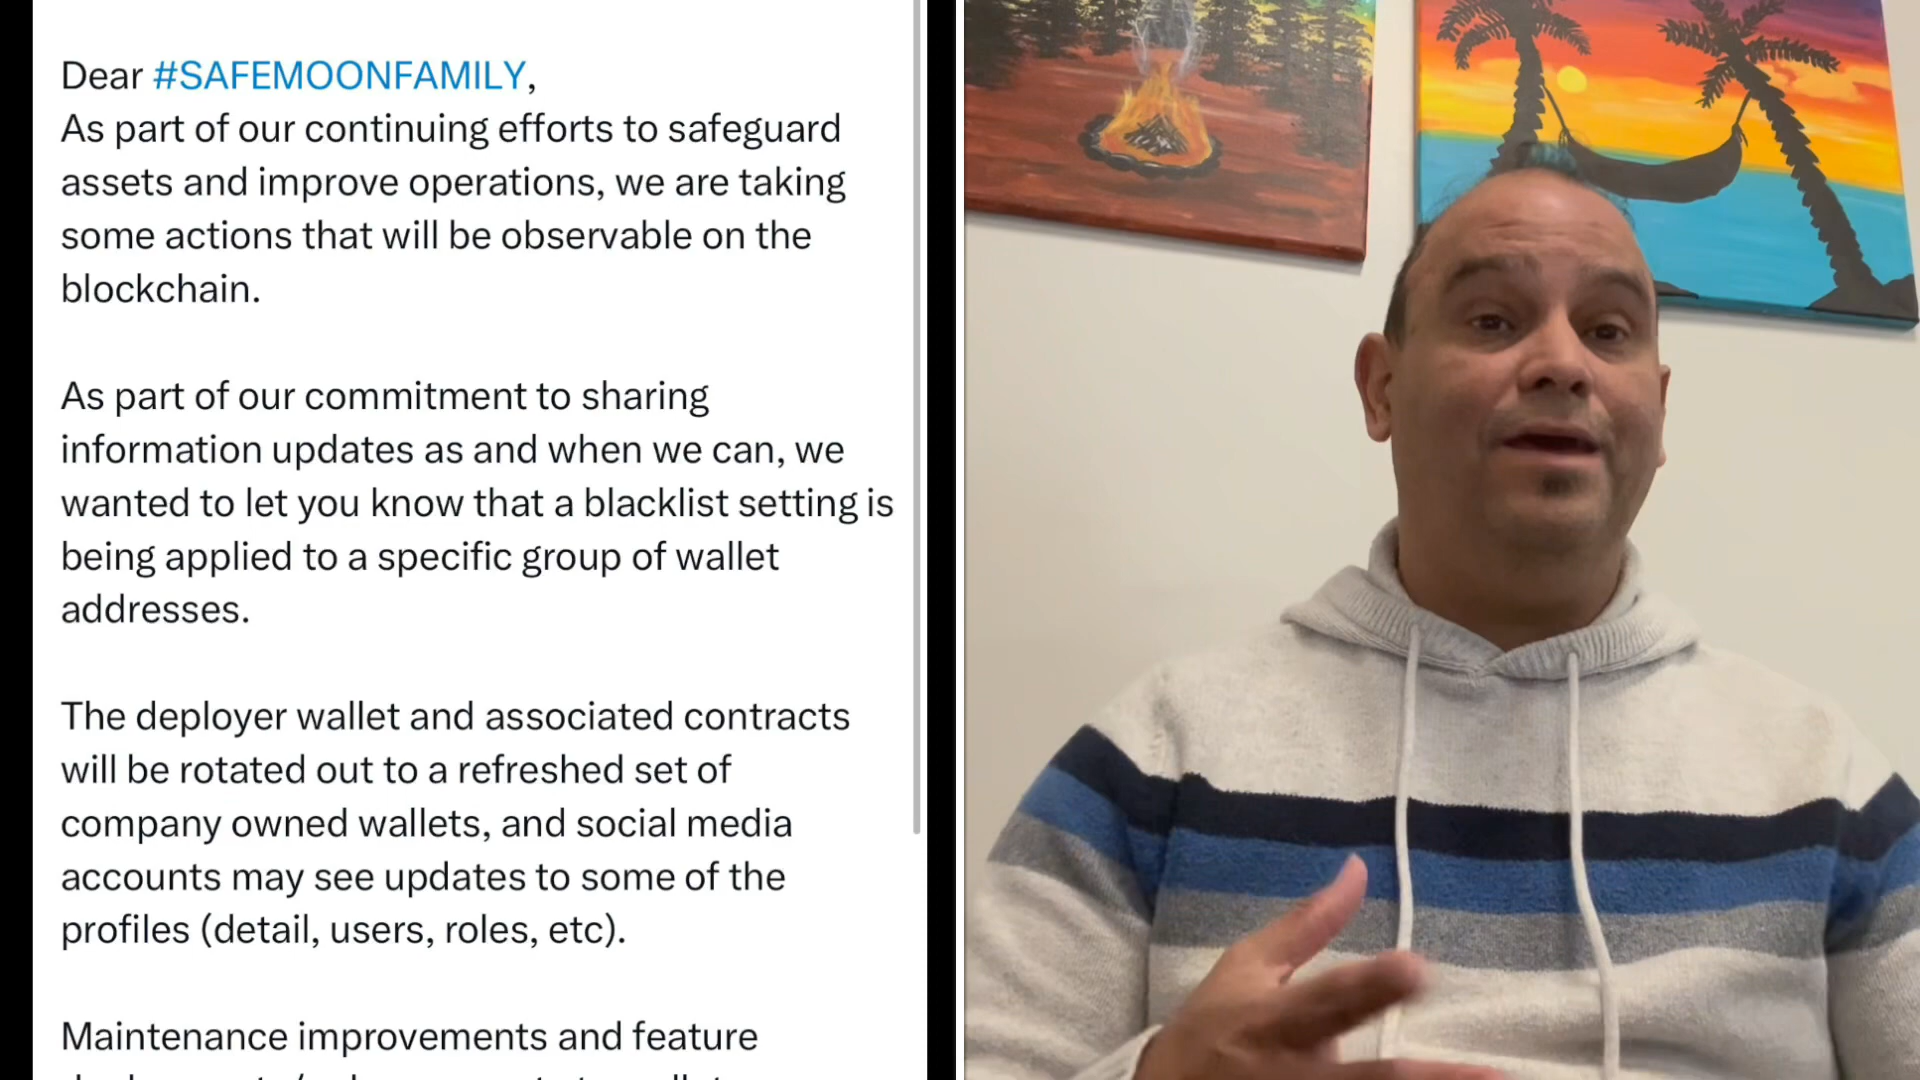 Dear #SAFEMOONFAMILY,
As part of our continuing efforts to safeguard
assets and improve operations, we are taking
some actions that will be observable on the
blockchain.
As part of our commitment to sharing
information updates as and when we can, we
wanted to let you know that a blacklist setting is
being applied to a specific group of wallet
addresses.
The deployer wallet and associated contracts
will be rotated out to a refreshed set of
company owned wallets, and social media
accounts may see updates to some of the
profiles (detail, users, roles, etc).
Maintenance improvements and feature